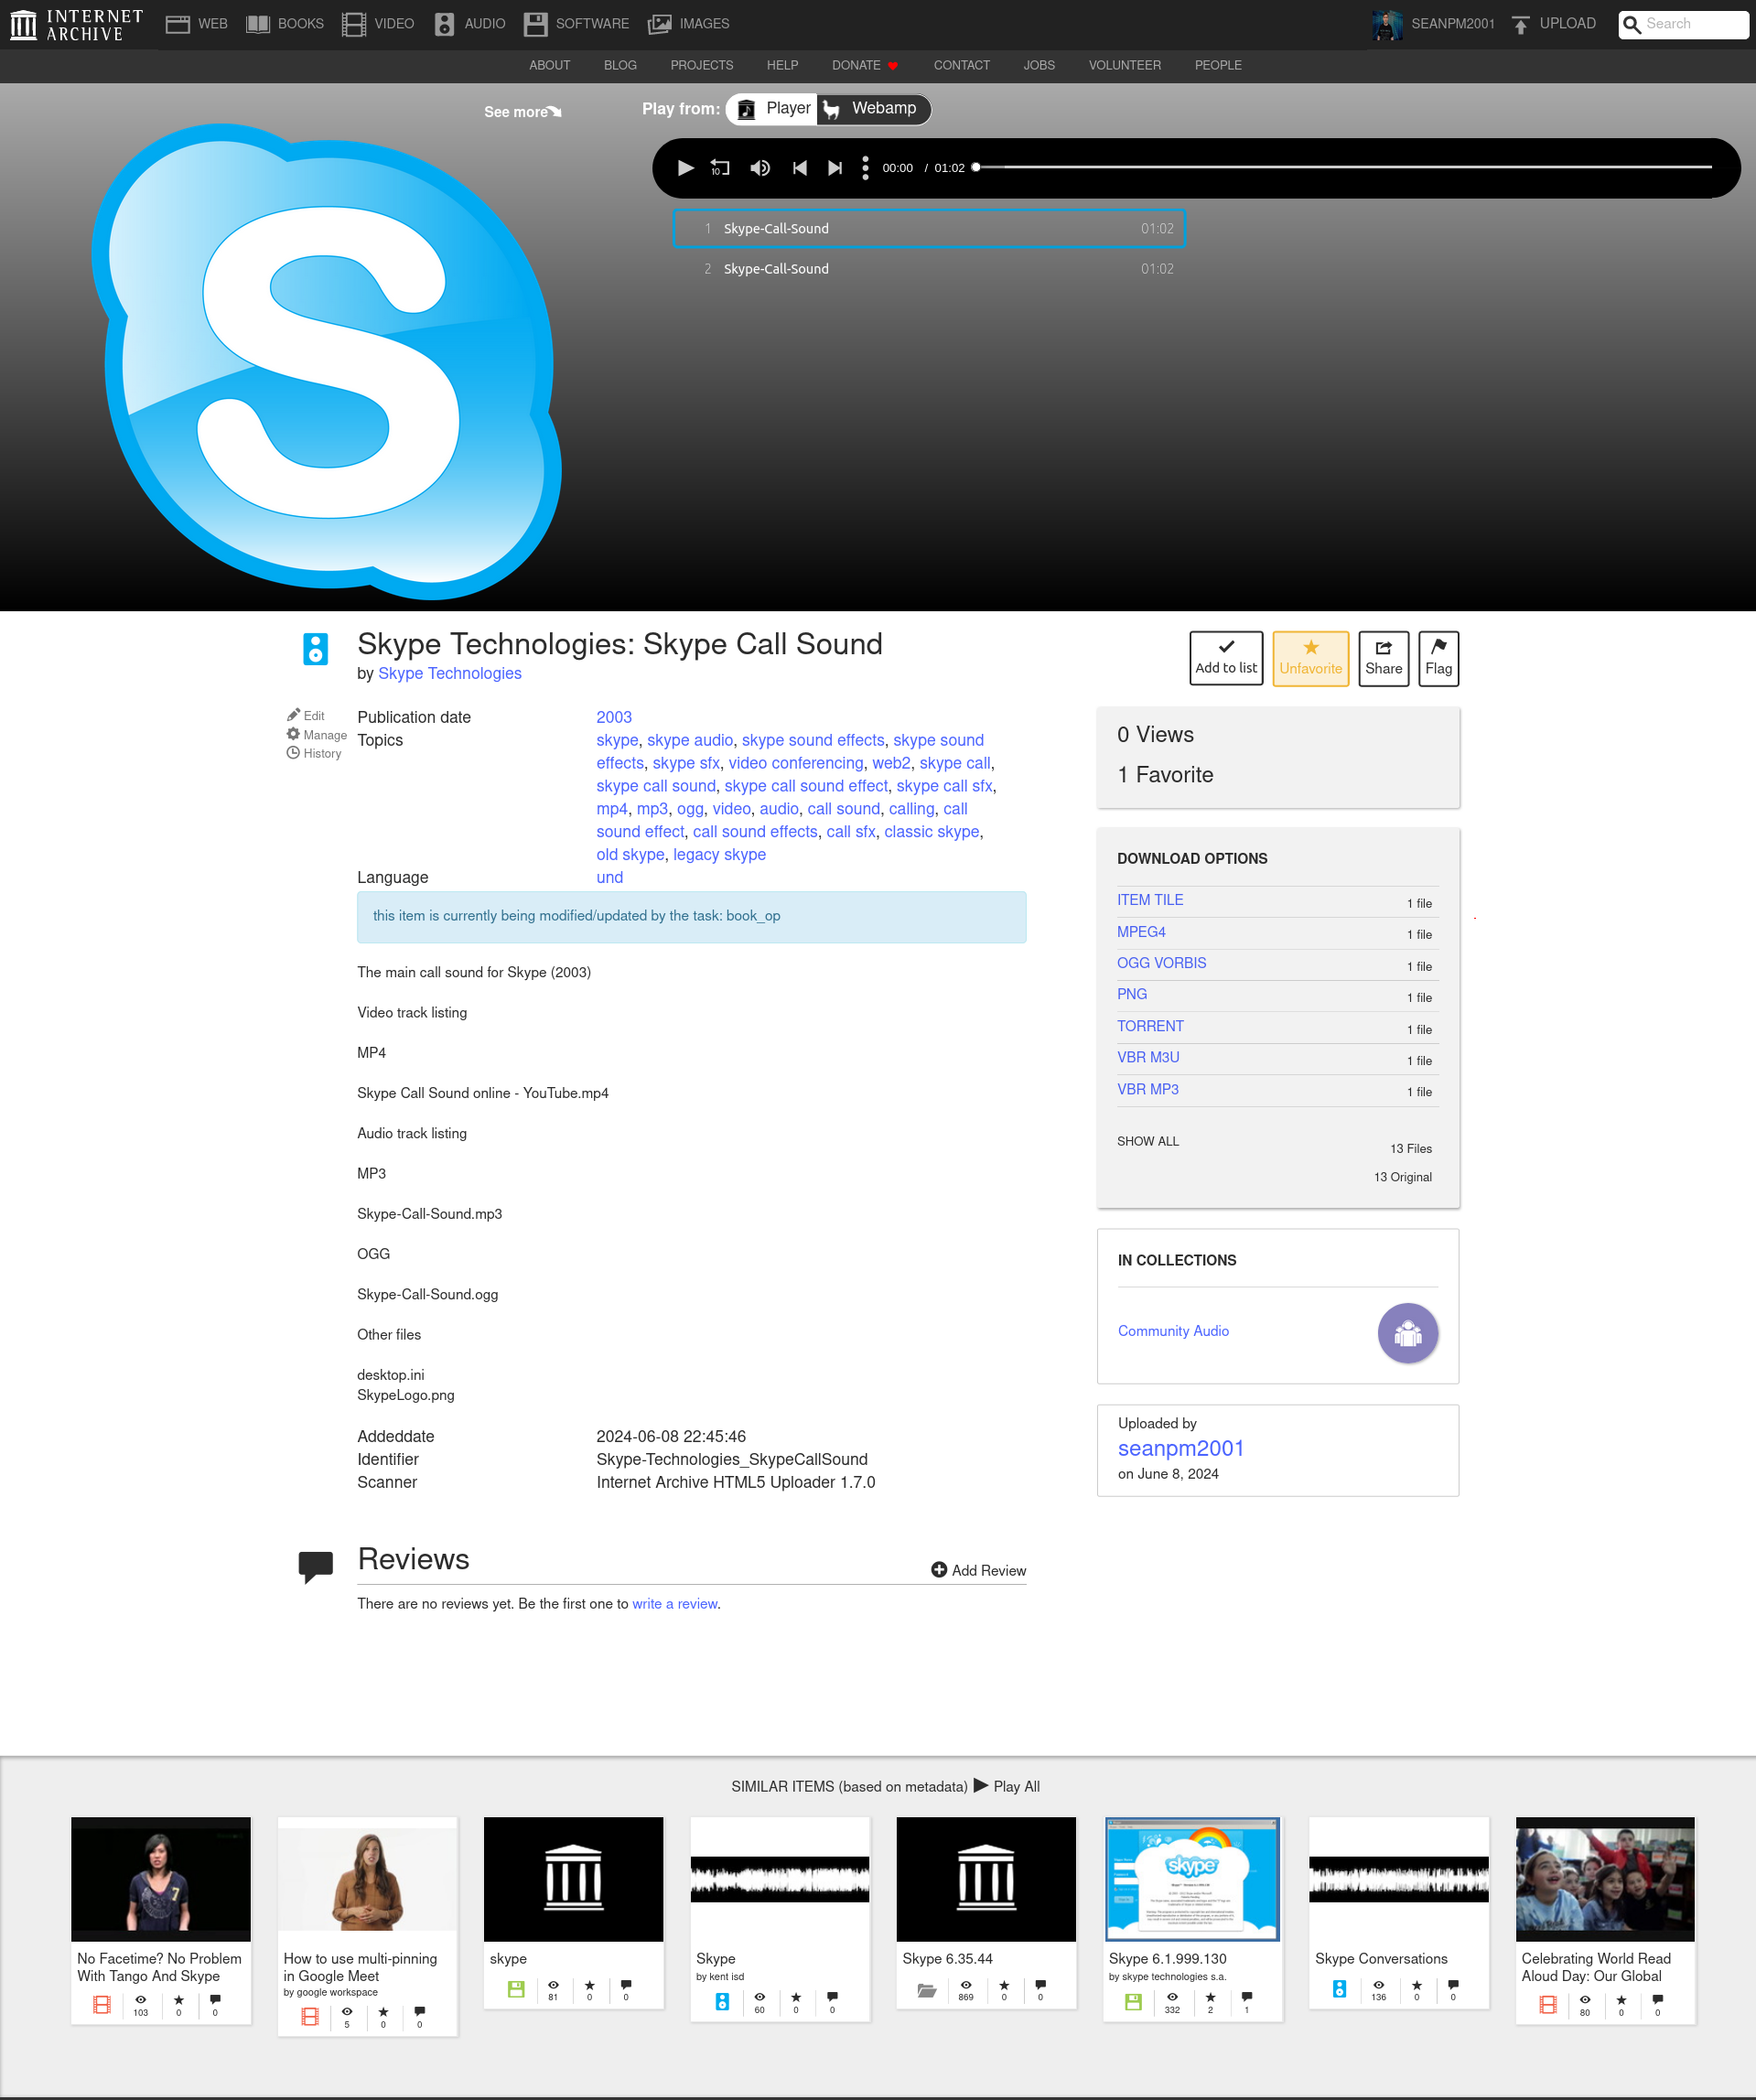 INTERNET ARCHIVE
WEB BOOKS VIDEO AUDIO SOFTWARE IMAGES SEANPM2001 UPLOAD Search
ABOUT BLOG PROJECTS HELP DONATE CONTACT JOBS VOLUNTEER PEOPLE
See more
Play from: Player Webamp
10 00:00 / 01:02
1 Skype-Call-Sound 01:02
2 Skype-Call-Sound 01:02
S
Skype Technologies: Skype Call Sound
by Skype Technologies
Add to list Unfavorite Share Flag
Edit
Manage
History
Publication date 2003
Topics skype, skype audio, skype sound effects, skype sound
effects, skype sfx, video conferencing, web2, skype call,
skype call sound, skype call sound effect, skype call sfx,
mp4, mp3, ogg, video, audio, call sound, calling, call
sound effect, call sound effects, call sfx, classic skype,
old skype, legacy skype
Language und
this item is currently being modified/updated by the task: book_op
The main call sound for Skype (2003)
Video track listing
MP4
Skype Call Sound online - YouTube.mp4
Audio track listing
MP3
Skype-Call-Sound.mp3
OGG
Skype-Call-Sound.ogg
Other files
desktop.ini
SkypeLogo.png
Addeddate 2024-06-08 22:45:46
Identifier Skype-Technologies_SkypeCallSound
Scanner Internet Archive HTML5 Uploader 1.7.0
0 Views
1 Favorite
DOWNLOAD OPTIONS
ITEM TILE 1 file
MPEG4 1 file
OGG VORBIS 1 file
PNG 1 file
TORRENT 1 file
VBR M3U 1 file
VBR MP3 1 file
SHOW ALL 13 Files
13 Original
IN COLLECTIONS
Community Audio
Uploaded by
seanpm2001
on June 8, 2024
Reviews
Add Review
There are no reviews yet. Be the first one to write a review.
SIMILAR ITEMS (based on metadata) Play All
No Facetime? No Problem
With Tango And Skype
103 0 0
How to use multi-pinning
in Google Meet
by google workspace
5 0 0
skype
81 0 0
Skype
by kent isd
60 0 0
Skype 6.35.44
869 0 0
skype
Skype 6.1.999.130
by skype technologies s.a.
332 2 1
Skype Conversations
136 0 0
Celebrating World Read
Aloud Day: Our Global
80 0 0